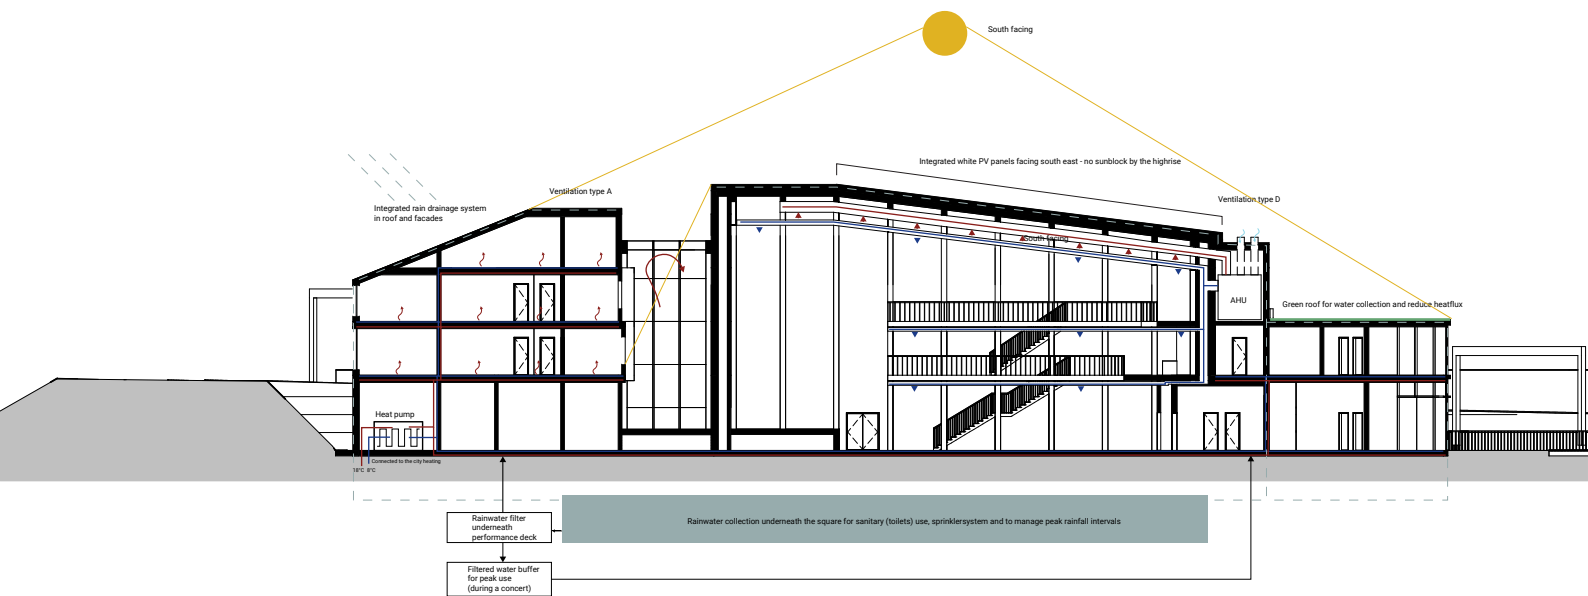 South facing
Integrated white PV panels facing south east - no sunblock by the highrise
Ventilation type A
Ventilation type D
Integrated rain drainage system
in roof and facades
South facing
AHU
Green roof for water collection and reduce heatflux
Heat pump
Connected to the city heating
18°C 8°C
Rainwater filter
underneath
performance deck
Rainwater collection underneath the square for sanitary (toilets) use, sprinklersystem and to manage peak rainfall intervals
Filtered water buffer
for peak use
(during a concert)